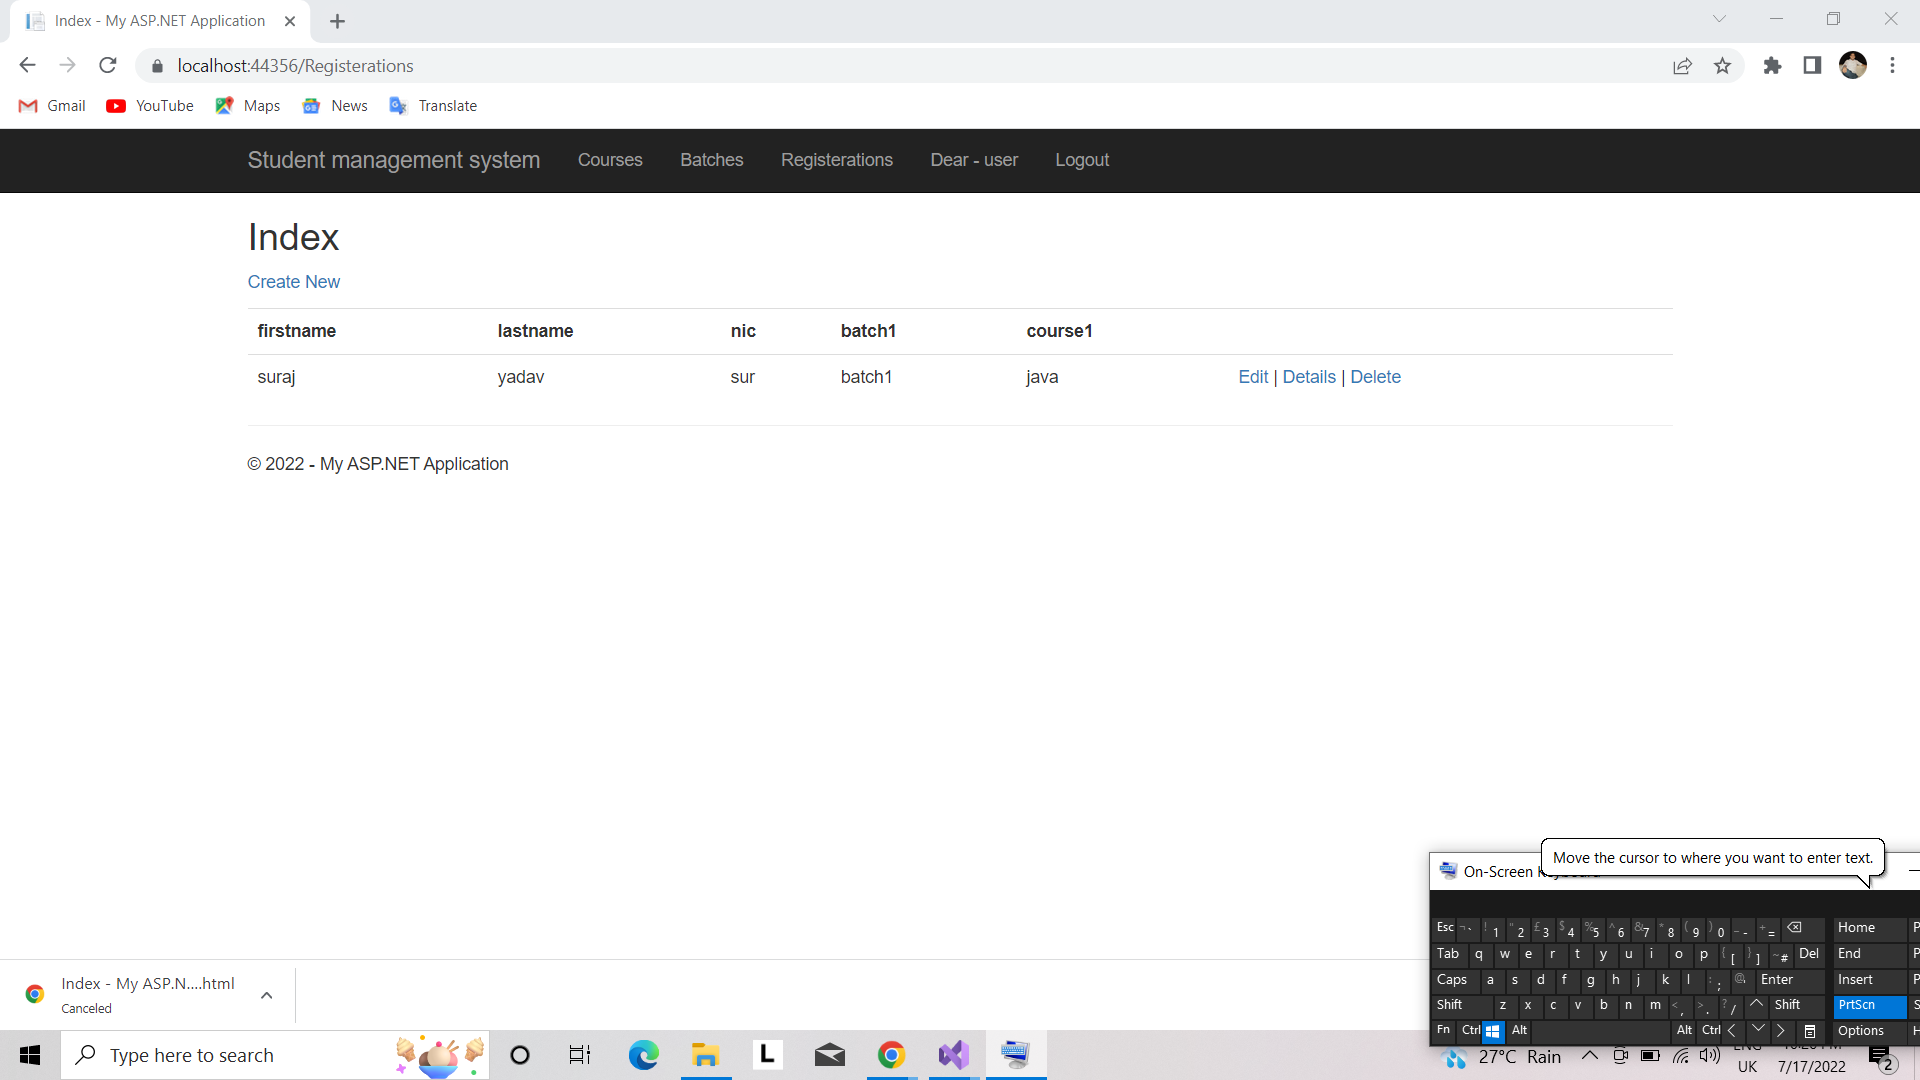 Index - My ASP.NET Application
localhost:44356/Registerations
Gmail YouTube Maps News Translate
Student management system Courses Batches Registerations Dear - user Logout
Index
Create New
firstname lastname nic batch1 course1
suraj yadav sur batch1 java Edit | Details | Delete
© 2022 - My ASP.NET Application
Move the cursor to where you want to enter text.
On-Screen
Esc 1 2 3 4 5 6 7 8 9 0 - = Home
Tab q w e r t y u i o p [ ] # Del End
Caps a s d f g h j k l ; Enter Insert
Shift z x c v b n m , . / Shift PrtScn
Fn Ctrl Alt Alt Ctrl Options
Index - My ASP.N....html
Canceled
Type here to search
L
27°C Rain
UK 7/17/2022
2